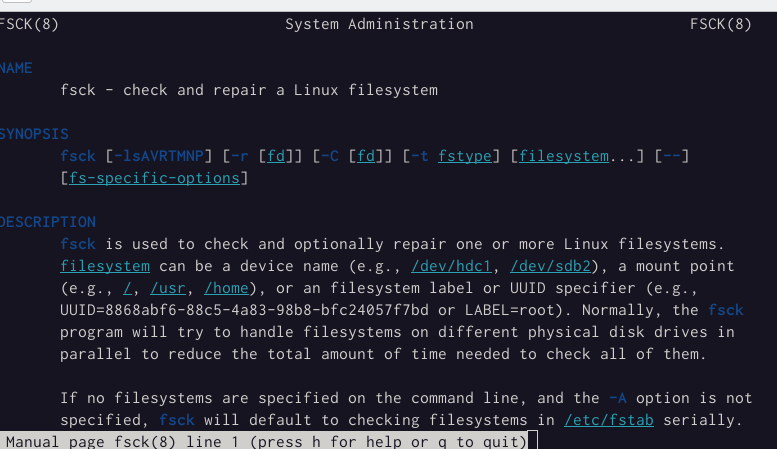 FSCK(8) System Administration FSCK(8)
NAME
fsck - check and repair a Linux filesystem
SYNOPSIS
fsck [-lsAVRTMNP] [-r [fd]] [-C [fd]] [-t fstype] [filesystem...] [--]
[fs-specific-options]
DESCRIPTION
fsck is used to check and optionally repair one or more Linux filesystems.
filesystem can be a device name (e.g., /dev/hdc1, /dev/sdb2), a mount point
(e.g., /, /usr, /home), or an filesystem label or UUID specifier (e.g.,
UUID=8868abf6-88c5-4a83-98b8-bfc24057f7bd or LABEL=root). Normally, the fsck
program will try to handle filesystems on different physical disk drives in
parallel to reduce the total amount of time needed to check all of them.
If no filesystems are specified on the command line, and the -A option is not
specified, fsck will default to checking filesystems in /etc/fstab serially.
Manual page fsck(8) line 1 (press h for help or q to quit)